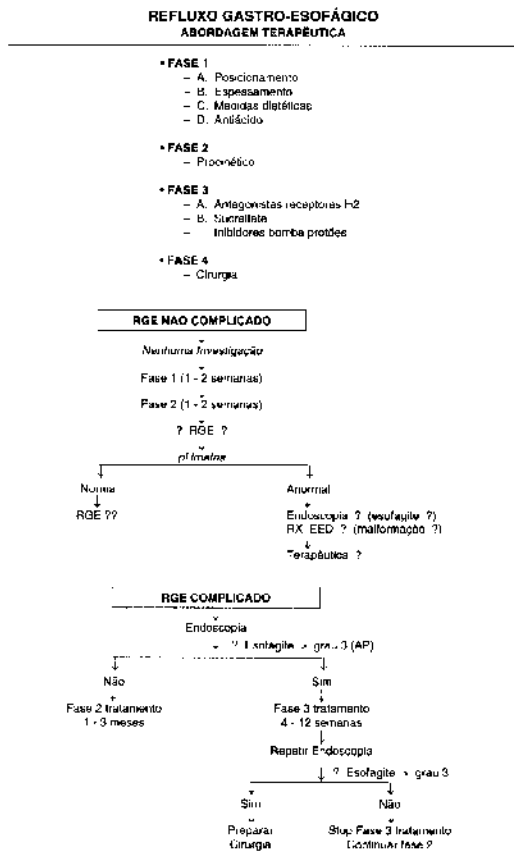 REFLUXO GASTRO-ESOFÁGICO
ABORDAGEM TERAPÊUTICA
• FASE 1
– A. Posicionamento
– B. Espessamento
– C. Medidas dietéticas
– D. Antiácido
• FASE 2
– Procinético
• FASE 3
– A. Antagonistas receptores H2
– B. Sucralfate
– Inibidores bomba protões
• FASE 4
– Cirurgia
RGE NAO COMPLICADO
Nenhuma Investigação
Fase 1 (1 - 2 semanas)
Fase 2 (1 - 2 semanas)
? RGE ?
pHmetria
Normal Anormal
RGE ?? Endoscopia ? (esofagite ?)
RX EED ? (malformação ?)
Terapêutica ?
RGE COMPLICADO
Endoscopia
? Esofagite > grau 3 (AP)
Não Sim
Fase 2 tratamento Fase 3 tratamento
1 - 3 meses 4 - 12 semanas
Repetir Endoscopia
? Esofagite > grau 3
Sim Não
Preparar Stop Fase 3 tratamento
Cirurgia Continuar fase 2